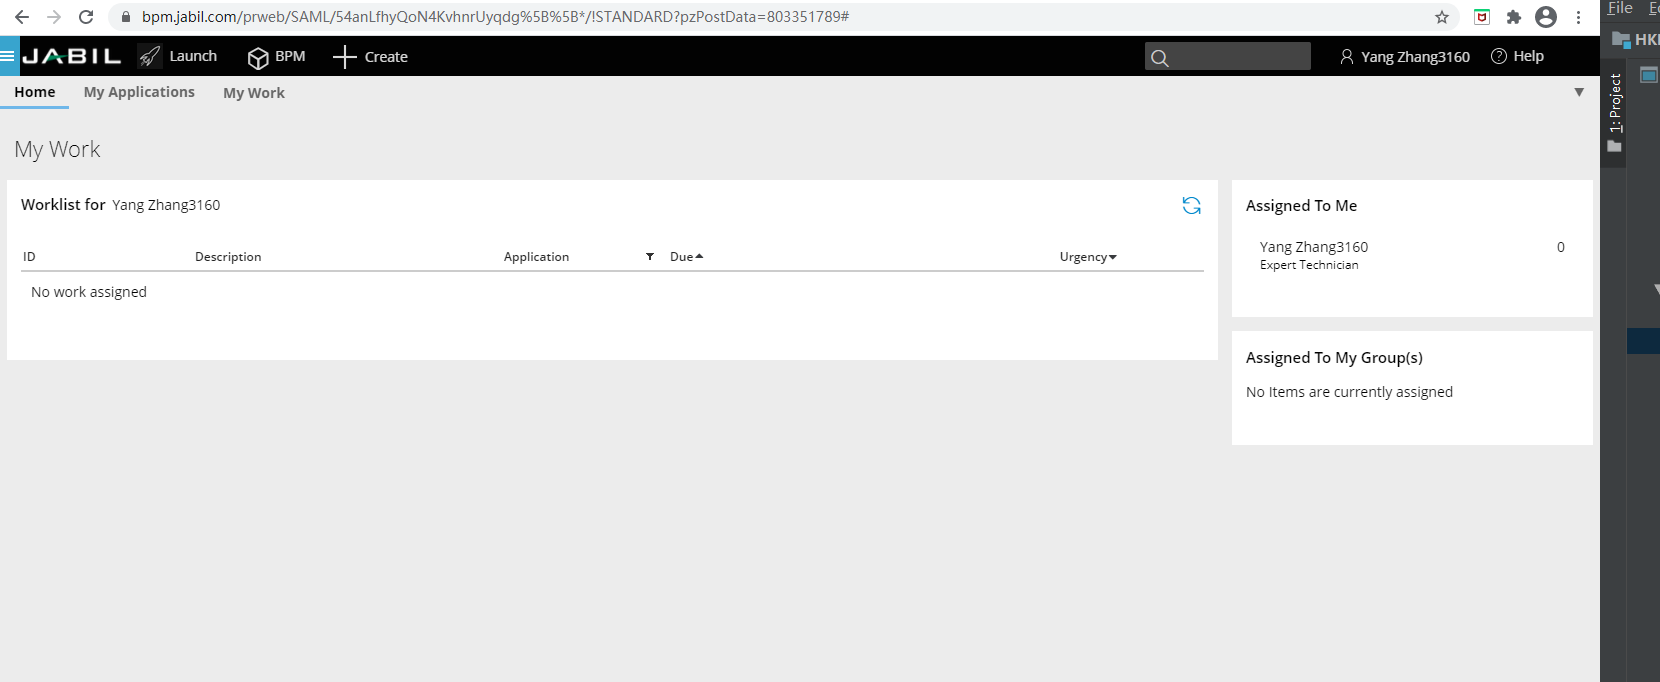 bpm.jabil.com/prweb/SAML/54anLfhyQoN4KvhnrUyqdg%5B%5B*/!STANDARD?pzPostData=803351789#
File
JABIL Launch BPM Create Yang Zhang3160 Help
HK
Home My Applications My Work
1: Project
My Work
Worklist for Yang Zhang3160
ID Description Application Due Urgency
No work assigned
Assigned To Me
Yang Zhang3160 0
Expert Technician
Assigned To My Group(s)
No Items are currently assigned